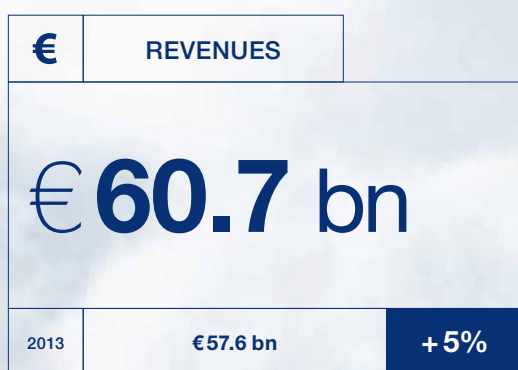 € REVENUES
€60.7 bn
2013 €57.6 bn +5%